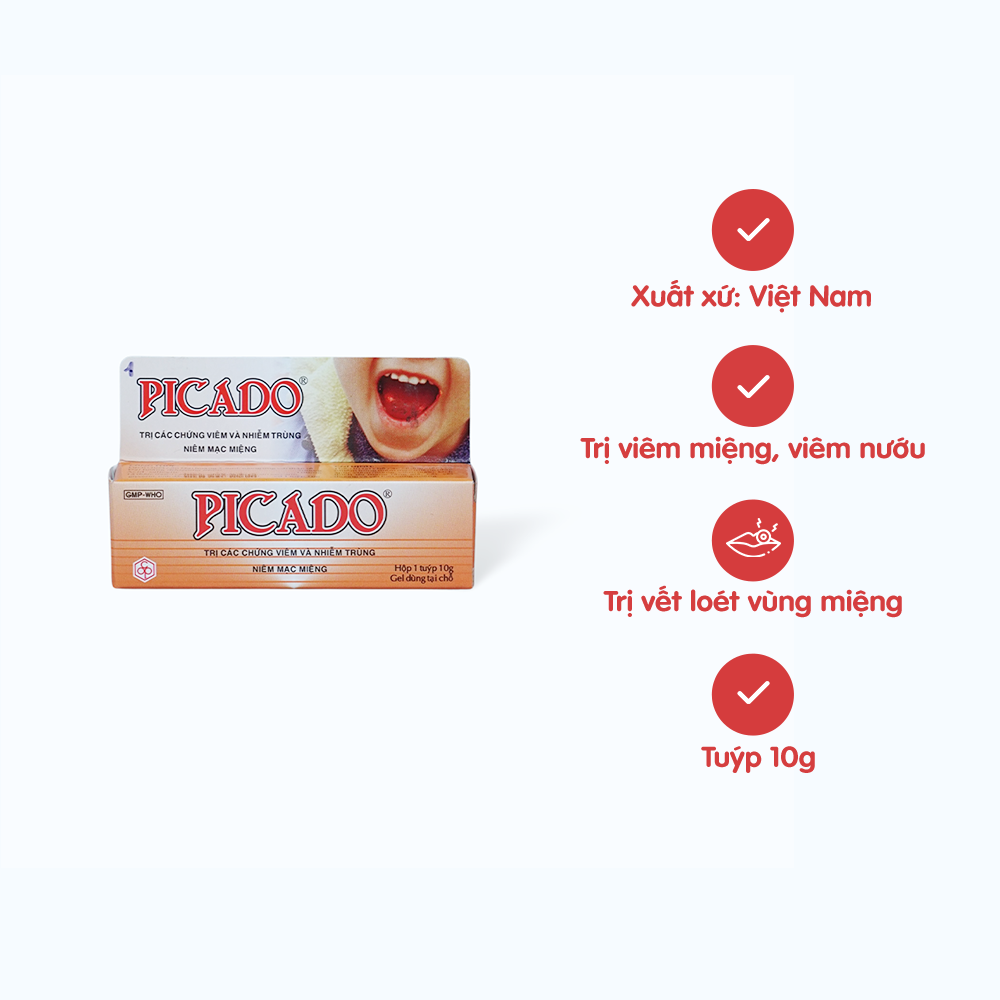 PICADO®
TRỊ CÁC CHỨNG VIÊM VÀ NHIỄM TRÙNG
NIÊM MẠC MIỆNG
GMP-WHO
PICADO®
TRỊ CÁC CHỨNG VIÊM VÀ NHIỄM TRÙNG
NIÊM MẠC MIỆNG
Hộp 1 tuýp 10g
Gel dùng tại chỗ
Xuất xứ: Việt Nam
Trị viêm miệng, viêm nướu
Trị vết loét vùng miệng
Tuýp 10g